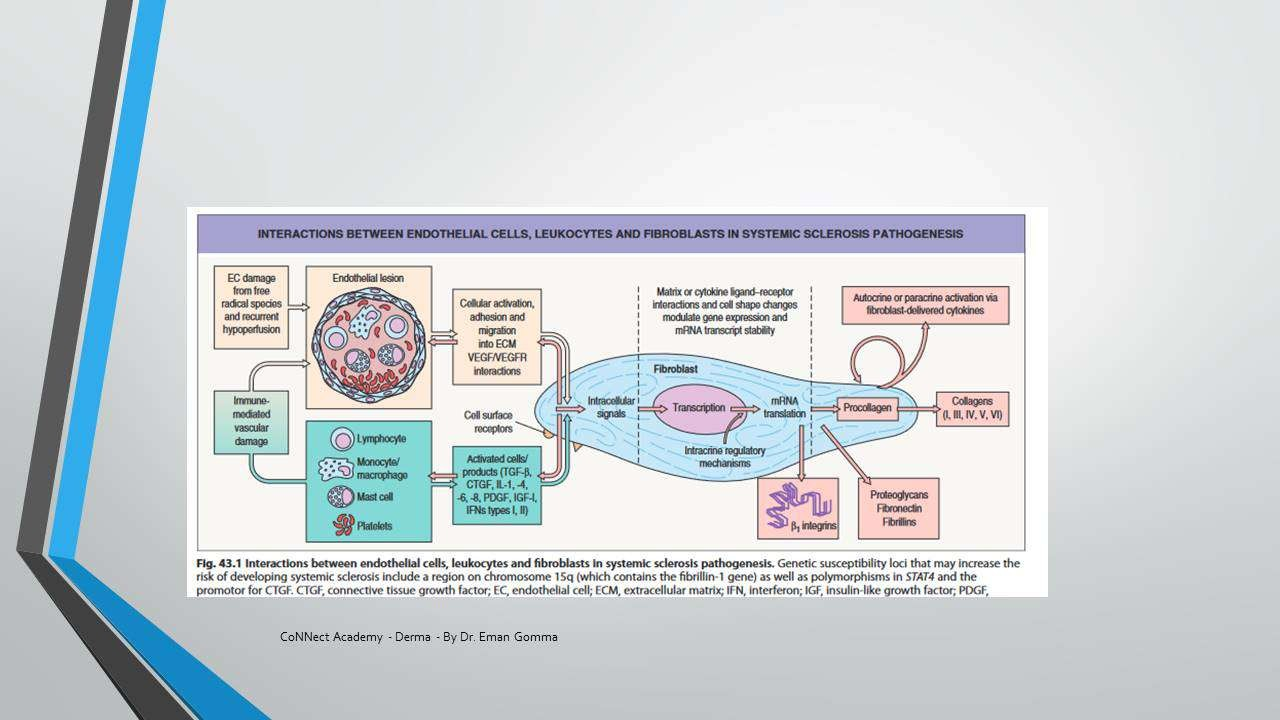 INTERACTIONS BETWEEN ENDOTHELIAL CELLS, LEUKOCYTES AND FIBROBLASTS IN SYSTEMIC SCLEROSIS PATHOGENESIS
EC damage
from free
radical species
and recurrent
hypoperfusion
Endothelial lesion
Cellular activation,
adhesion and
migration
into ECM
VEGF/VEGFR
interactions
Matrix or cytokine ligand–receptor
interactions and cell shape changes
modulate gene expression and
mRNA transcript stability
Autocrine or paracrine activation via
fibroblast-delivered cytokines
Immune-
mediated
vascular
damage
Cell surface
receptors
Fibroblast
Intracellular
signals
Transcription
mRNA
translation
Procollagen
Collagens
(I, III, IV, V, VI)
Intracrine regulatory
mechanisms
Lymphocyte
Monocyte/
macrophage
Mast cell
Platelets
Activated cells/
products (TGF-β,
CTGF, IL-1, -4,
-6, -8, PDGF, IGF-I,
IFNs types I, II)
β1 integrins
Proteoglycans
Fibronectin
Fibrillins
Fig. 43.1 Interactions between endothelial cells, leukocytes and fibroblasts in systemic sclerosis pathogenesis. Genetic susceptibility loci that may increase the
risk of developing systemic sclerosis include a region on chromosome 15q (which contains the fibrillin-1 gene) as well as polymorphisms in STAT4 and the
promotor for CTGF. CTGF, connective tissue growth factor; EC, endothelial cell; ECM, extracellular matrix; IFN, interferon; IGF, insulin-like growth factor; PDGF,
CoNNect Academy - Derma - By Dr. Eman Gomma